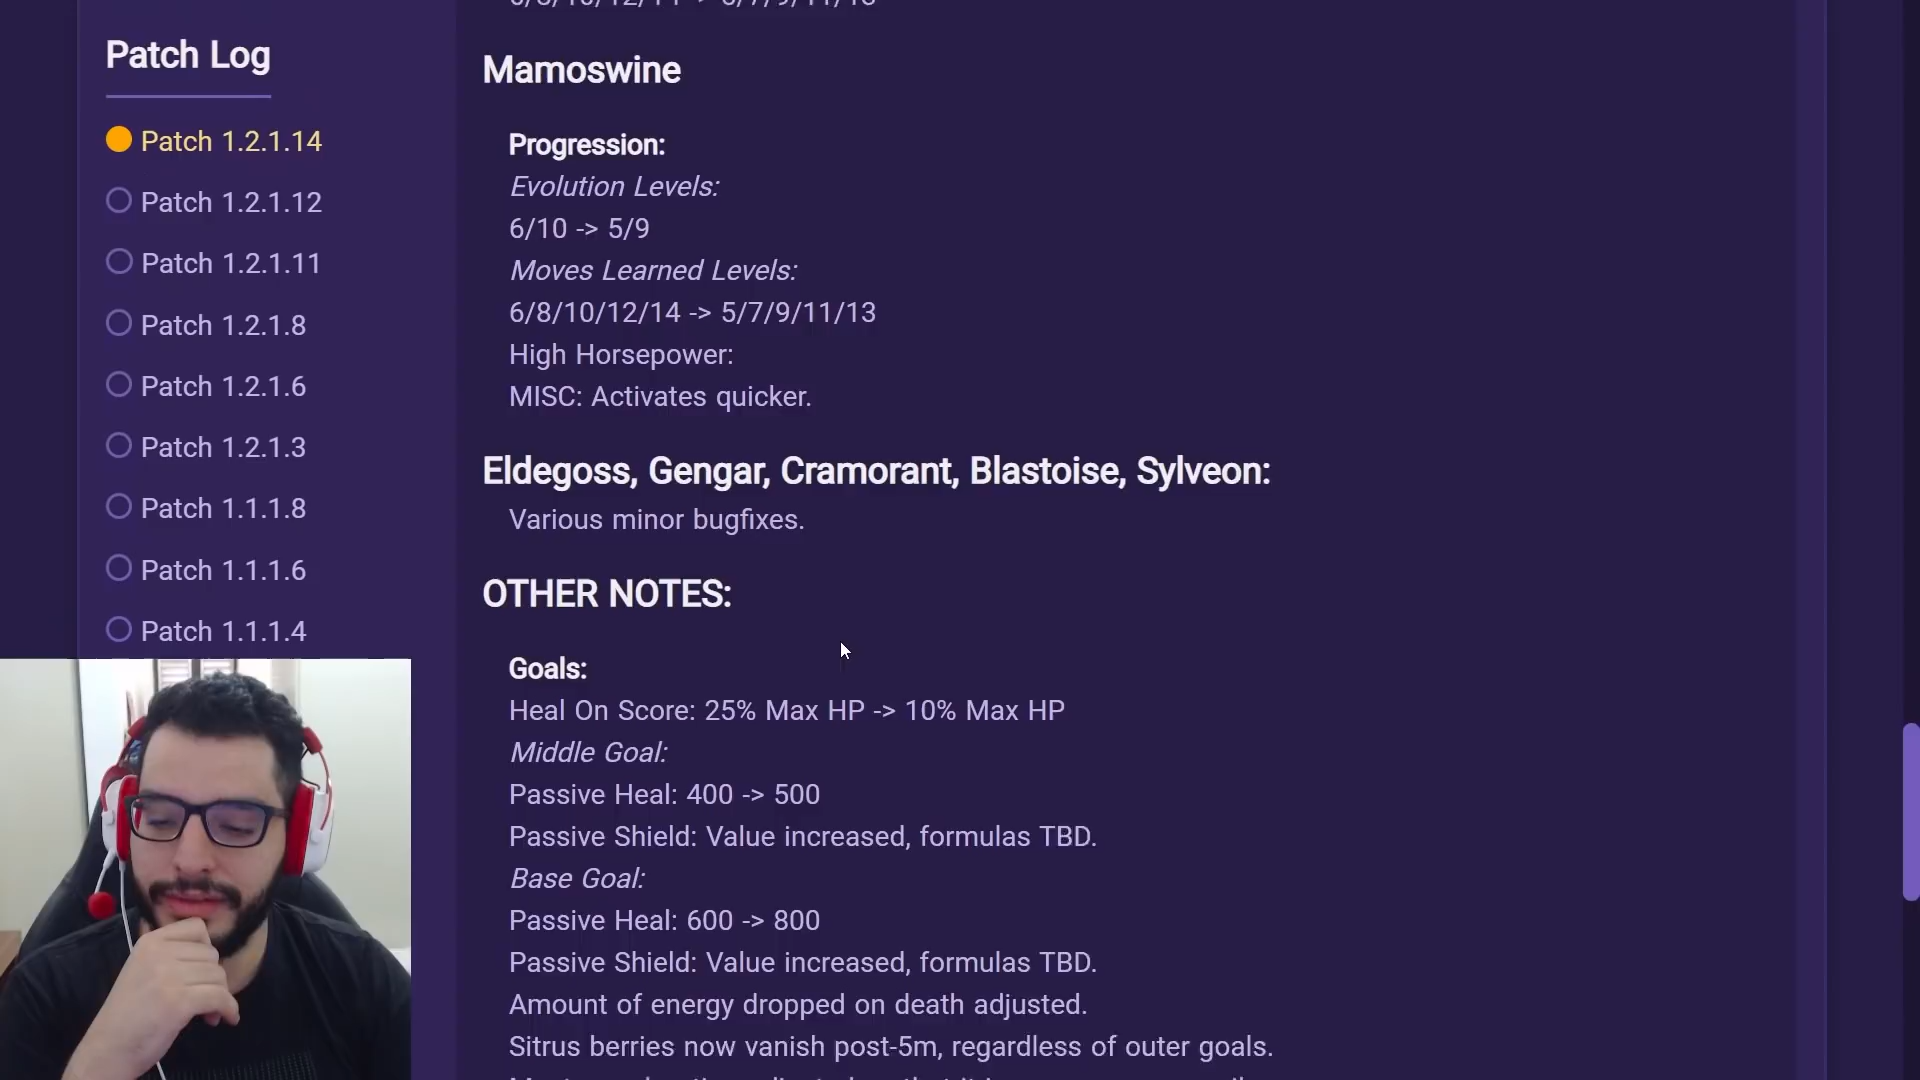 Patch Log
Patch 1.2.1.14
Patch 1.2.1.12
Patch 1.2.1.11
Patch 1.2.1.8
Patch 1.2.1.6
Patch 1.2.1.3
Patch 1.1.1.8
Patch 1.1.1.6
Patch 1.1.1.4
Mamoswine
Progression:
Evolution Levels:
6/10 -> 5/9
Moves Learned Levels:
6/8/10/12/14 -> 5/7/9/11/13
High Horsepower:
MISC: Activates quicker.
Eldegoss, Gengar, Cramorant, Blastoise, Sylveon:
Various minor bugfixes.
OTHER NOTES:
Goals:
Heal On Score: 25% Max HP -> 10% Max HP
Middle Goal:
Passive Heal: 400 -> 500
Passive Shield: Value increased, formulas TBD.
Base Goal:
Passive Heal: 600 -> 800
Passive Shield: Value increased, formulas TBD.
Amount of energy dropped on death adjusted.
Sitrus berries now vanish post-5m, regardless of outer goals.